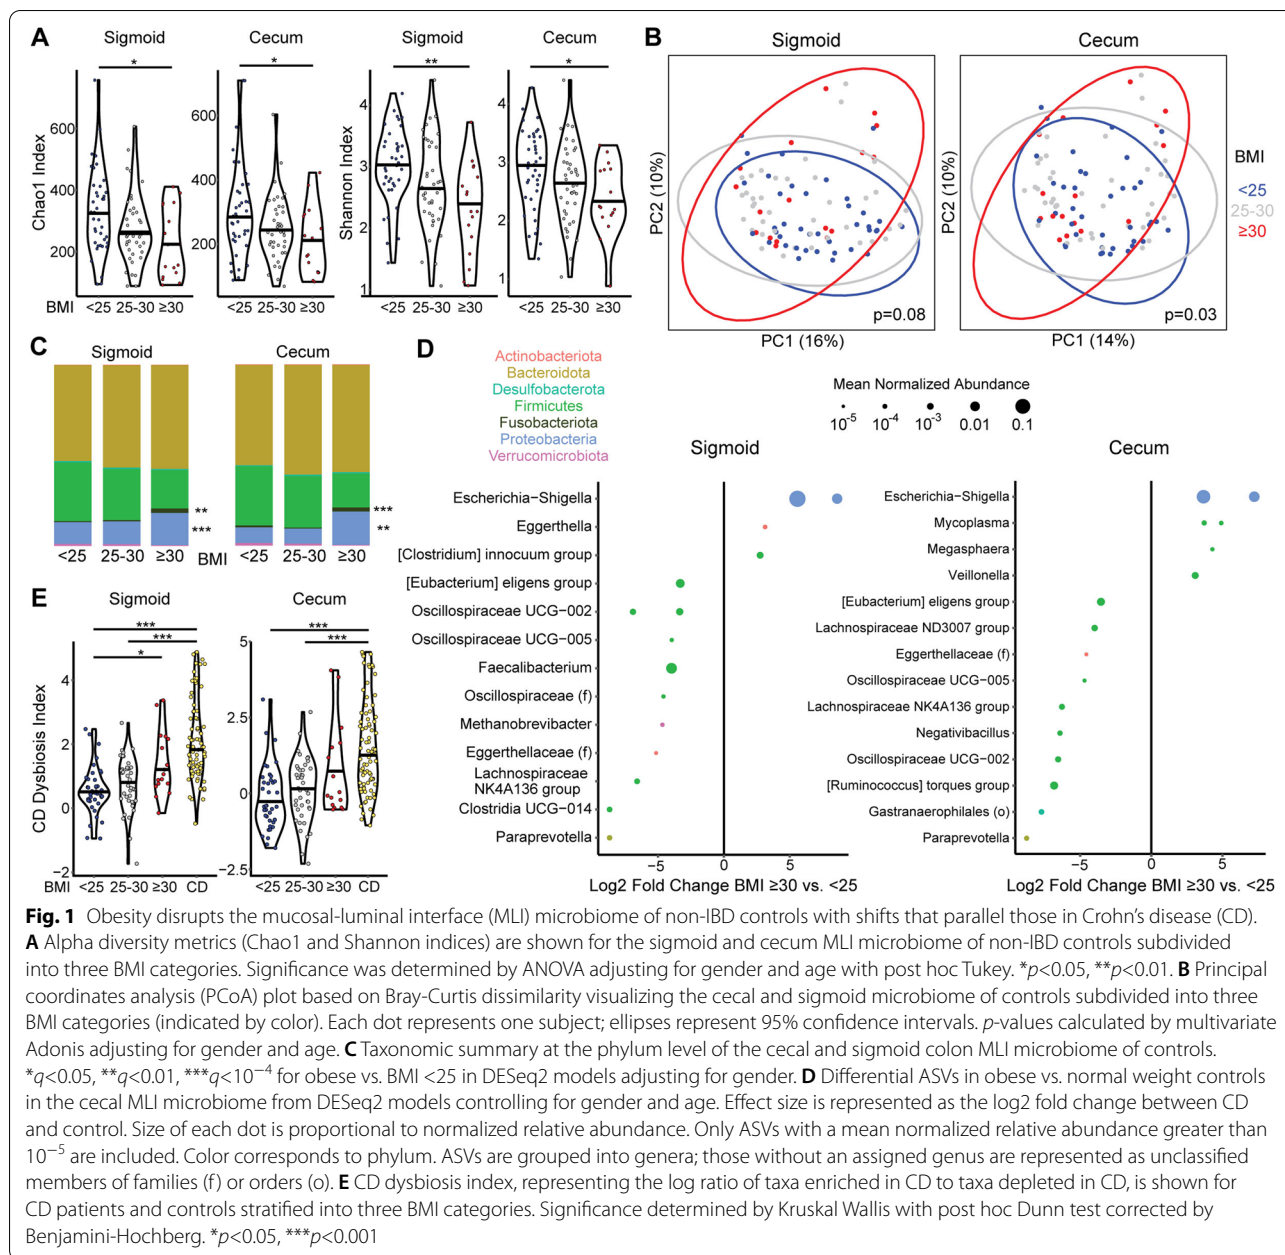 A
Sigmoid
Cecum
Sigmoid
Cecum
*
*
**
*
Chao1 Index
600
400
200
600
400
200
Shannon Index
4
3
2
1
4
3
2
1
BMI
<25 25-30 ≥30
<25 25-30 ≥30
<25 25-30 ≥30
<25 25-30 ≥30
B
Sigmoid
Cecum
PC2 (10%)
PC2 (10%)
p=0.08
p=0.03
PC1 (16%)
PC1 (14%)
BMI
<25
25-30
≥30
C
Sigmoid
Cecum
**
***
***
**
<25 25-30 ≥30
BMI
<25 25-30 ≥30
D
Actinobacteriota
Bacteroidota
Desulfobacterota
Firmicutes
Fusobacteriota
Proteobacteria
Verrucomicrobiota
Mean Normalized Abundance
10⁻⁵ 10⁻⁴ 10⁻³ 0.01 0.1
Sigmoid
Escherichia−Shigella
Eggerthella
[Clostridium] innocuum group
[Eubacterium] eligens group
Oscillospiraceae UCG−002
Oscillospiraceae UCG−005
Faecalibacterium
Oscillospiraceae (f)
Methanobrevibacter
Eggerthellaceae (f)
Lachnospiraceae
NK4A136 group
Clostridia UCG−014
Paraprevotella
−5 0 5
Log2 Fold Change BMI ≥30 vs. <25
Cecum
Escherichia−Shigella
Mycoplasma
Megasphaera
Veillonella
[Eubacterium] eligens group
Lachnospiraceae ND3007 group
Eggerthellaceae (f)
Oscillospiraceae UCG−005
Lachnospiraceae NK4A136 group
Negativibacillus
Oscillospiraceae UCG−002
[Ruminococcus] torques group
Gastranaerophilales (o)
Paraprevotella
−5 0 5
Log2 Fold Change BMI ≥30 vs. <25
E
Sigmoid
Cecum
***
***
*
***
***
CD Dysbiosis Index
4
2
0
−2
5
2.5
0
−2.5
BMI
<25 25-30 ≥30 CD
<25 25-30 ≥30 CD
Fig. 1 Obesity disrupts the mucosal-luminal interface (MLI) microbiome of non-IBD controls with shifts that parallel those in Crohn’s disease (CD).
A Alpha diversity metrics (Chao1 and Shannon indices) are shown for the sigmoid and cecum MLI microbiome of non-IBD controls subdivided
into three BMI categories. Significance was determined by ANOVA adjusting for gender and age with post hoc Tukey. *p<0.05, **p<0.01. B Principal
coordinates analysis (PCoA) plot based on Bray-Curtis dissimilarity visualizing the cecal and sigmoid microbiome of controls subdivided into three
BMI categories (indicated by color). Each dot represents one subject; ellipses represent 95% confidence intervals. p-values calculated by multivariate
Adonis adjusting for gender and age. C Taxonomic summary at the phylum level of the cecal and sigmoid colon MLI microbiome of controls.
*q<0.05, **q<0.01, ***q<10⁻⁴ for obese vs. BMI <25 in DESeq2 models adjusting for gender. D Differential ASVs in obese vs. normal weight controls
in the cecal MLI microbiome from DESeq2 models controlling for gender and age. Effect size is represented as the log2 fold change between CD
and control. Size of each dot is proportional to normalized relative abundance. Only ASVs with a mean normalized relative abundance greater than
10⁻⁵ are included. Color corresponds to phylum. ASVs are grouped into genera; those without an assigned genus are represented as unclassified
members of families (f) or orders (o). E CD dysbiosis index, representing the log ratio of taxa enriched in CD to taxa depleted in CD, is shown for
CD patients and controls stratified into three BMI categories. Significance determined by Kruskal Wallis with post hoc Dunn test corrected by
Benjamini-Hochberg. *p<0.05, ***p<0.001